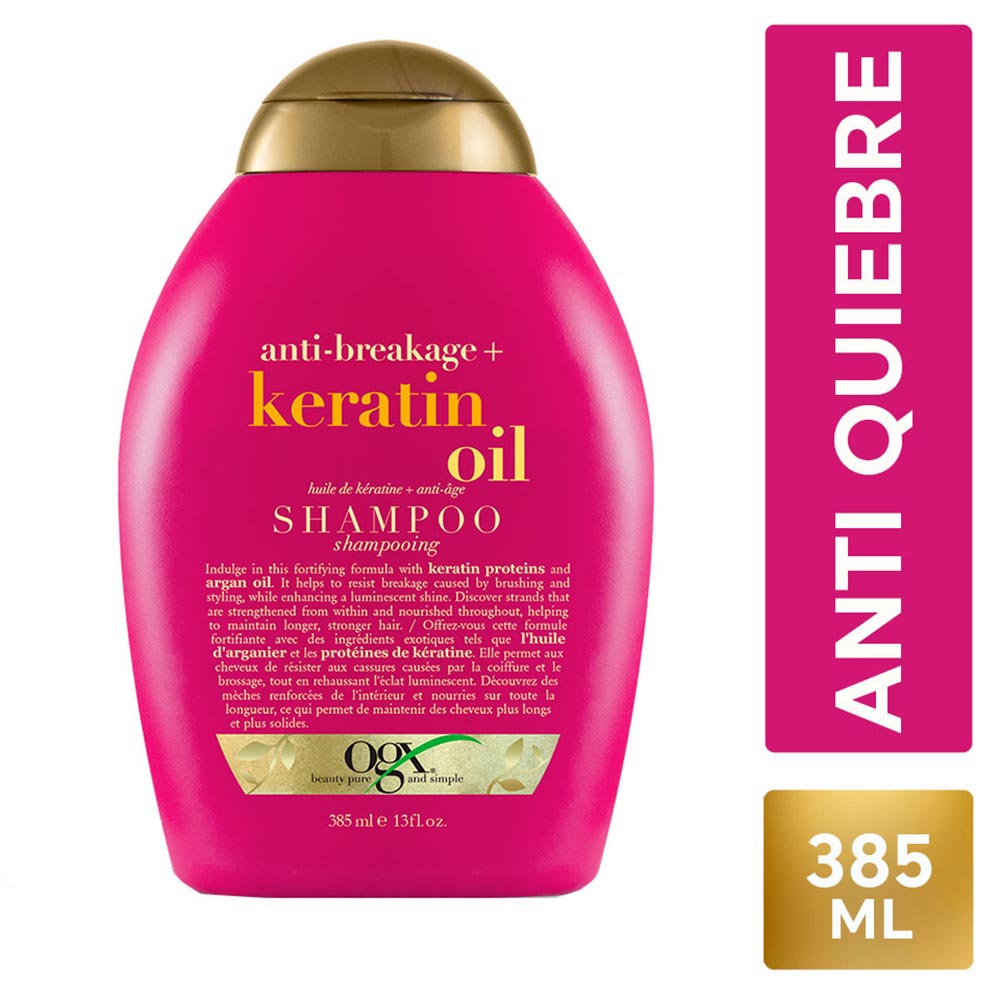 anti-breakage +
keratin
oil
huile de kératine + anti-âge
SHAMPOO
shampooing
Indulge in this fortifying formula with keratin proteins and
argan oil. It helps to resist breakage caused by brushing and
styling, while enhancing a luminescent shine. Discover strands that
are strengthened from within and nourished throughout, helping
to maintain longer, stronger hair. / Offrez-vous cette formule
fortifiante avec des ingrédients exotiques tels que l'huile
d'arganier et les protéines de kératine. Elle permet aux
cheveux de résister aux cassures causées par la coiffure et le
brossage, tout en rehaussant l'éclat luminescent. Découvrez des
mèches renforcées de l'intérieur et nourries sur toute la
longueur, ce qui permet de maintenir des cheveux plus longs
et plus solides.
ogx®
beauty pure and simple
385 ml e 13fl. oz.
ANTI QUIEBRE
385
ML